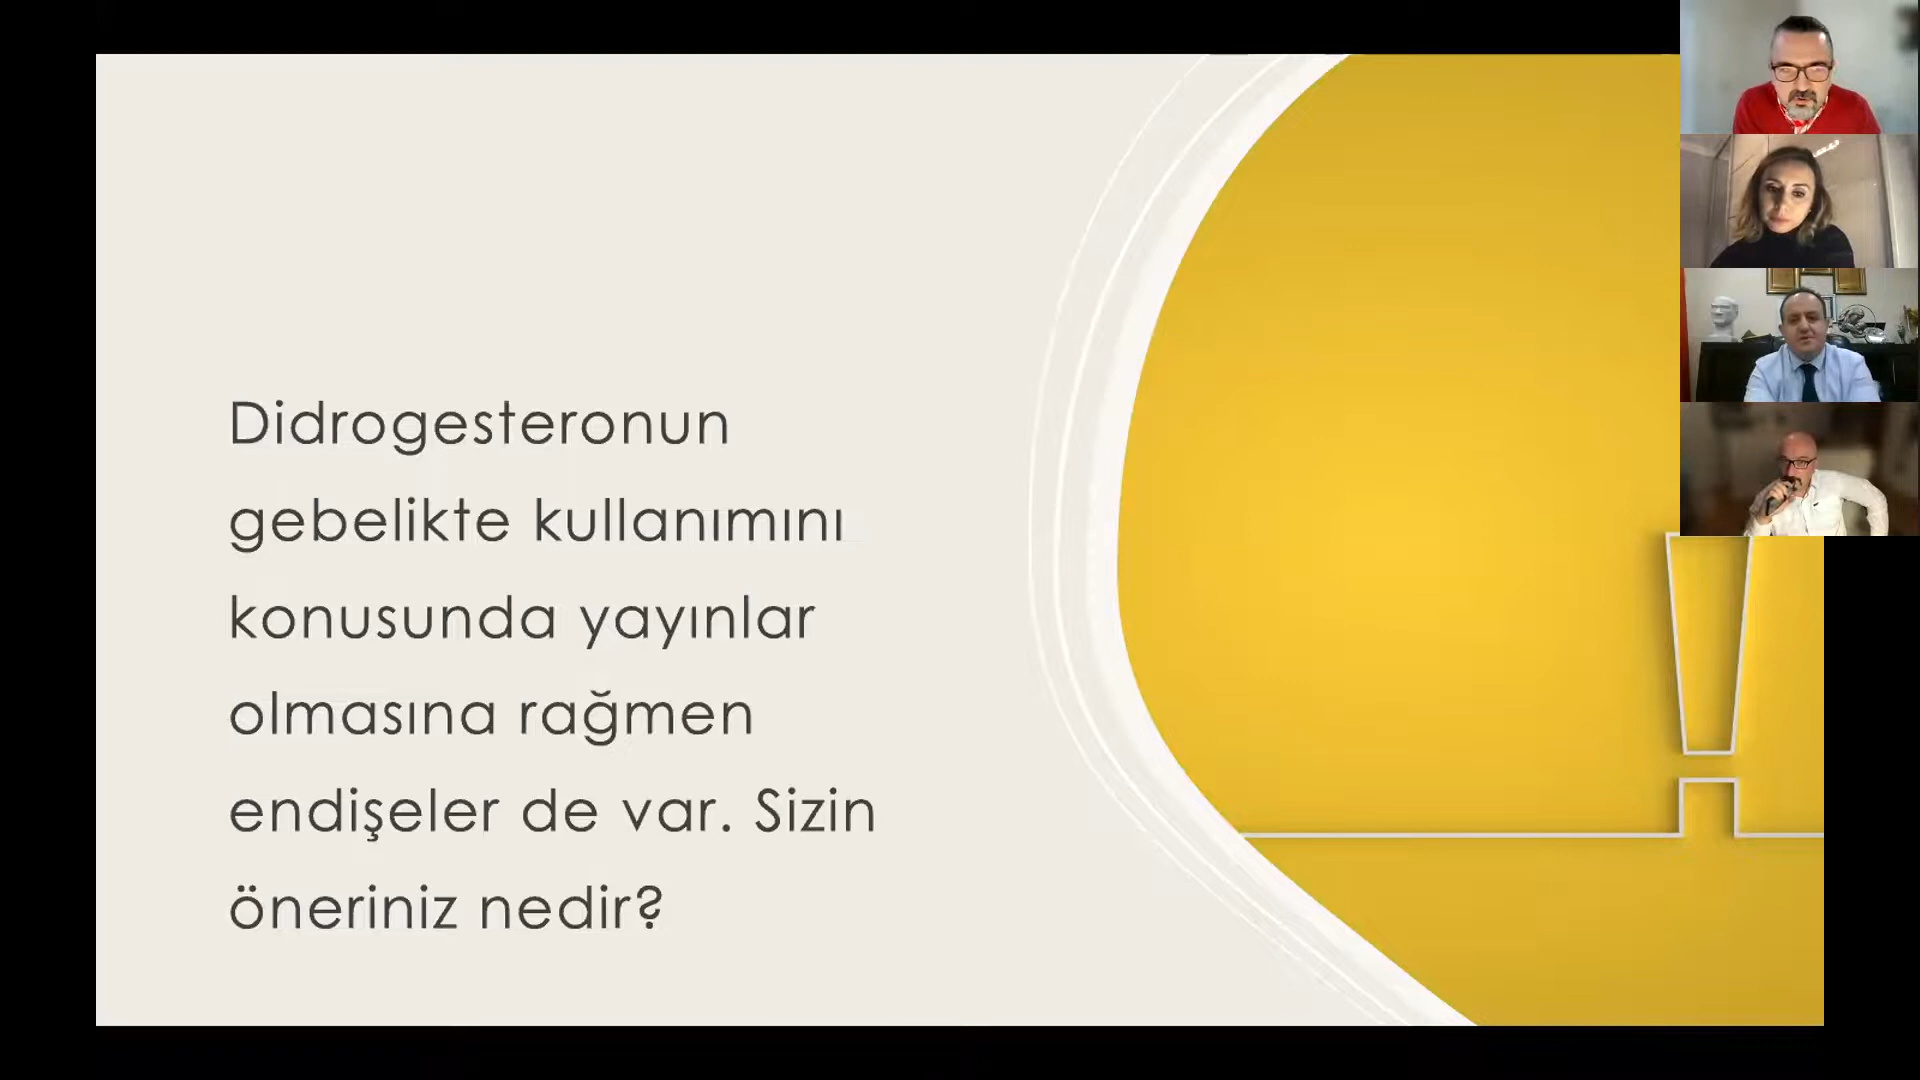 Didrogesteronun
gebelikte kullanımını
konusunda yayınlar
olmasına rağmen
endişeler de var. Sizin
öneriniz nedir?